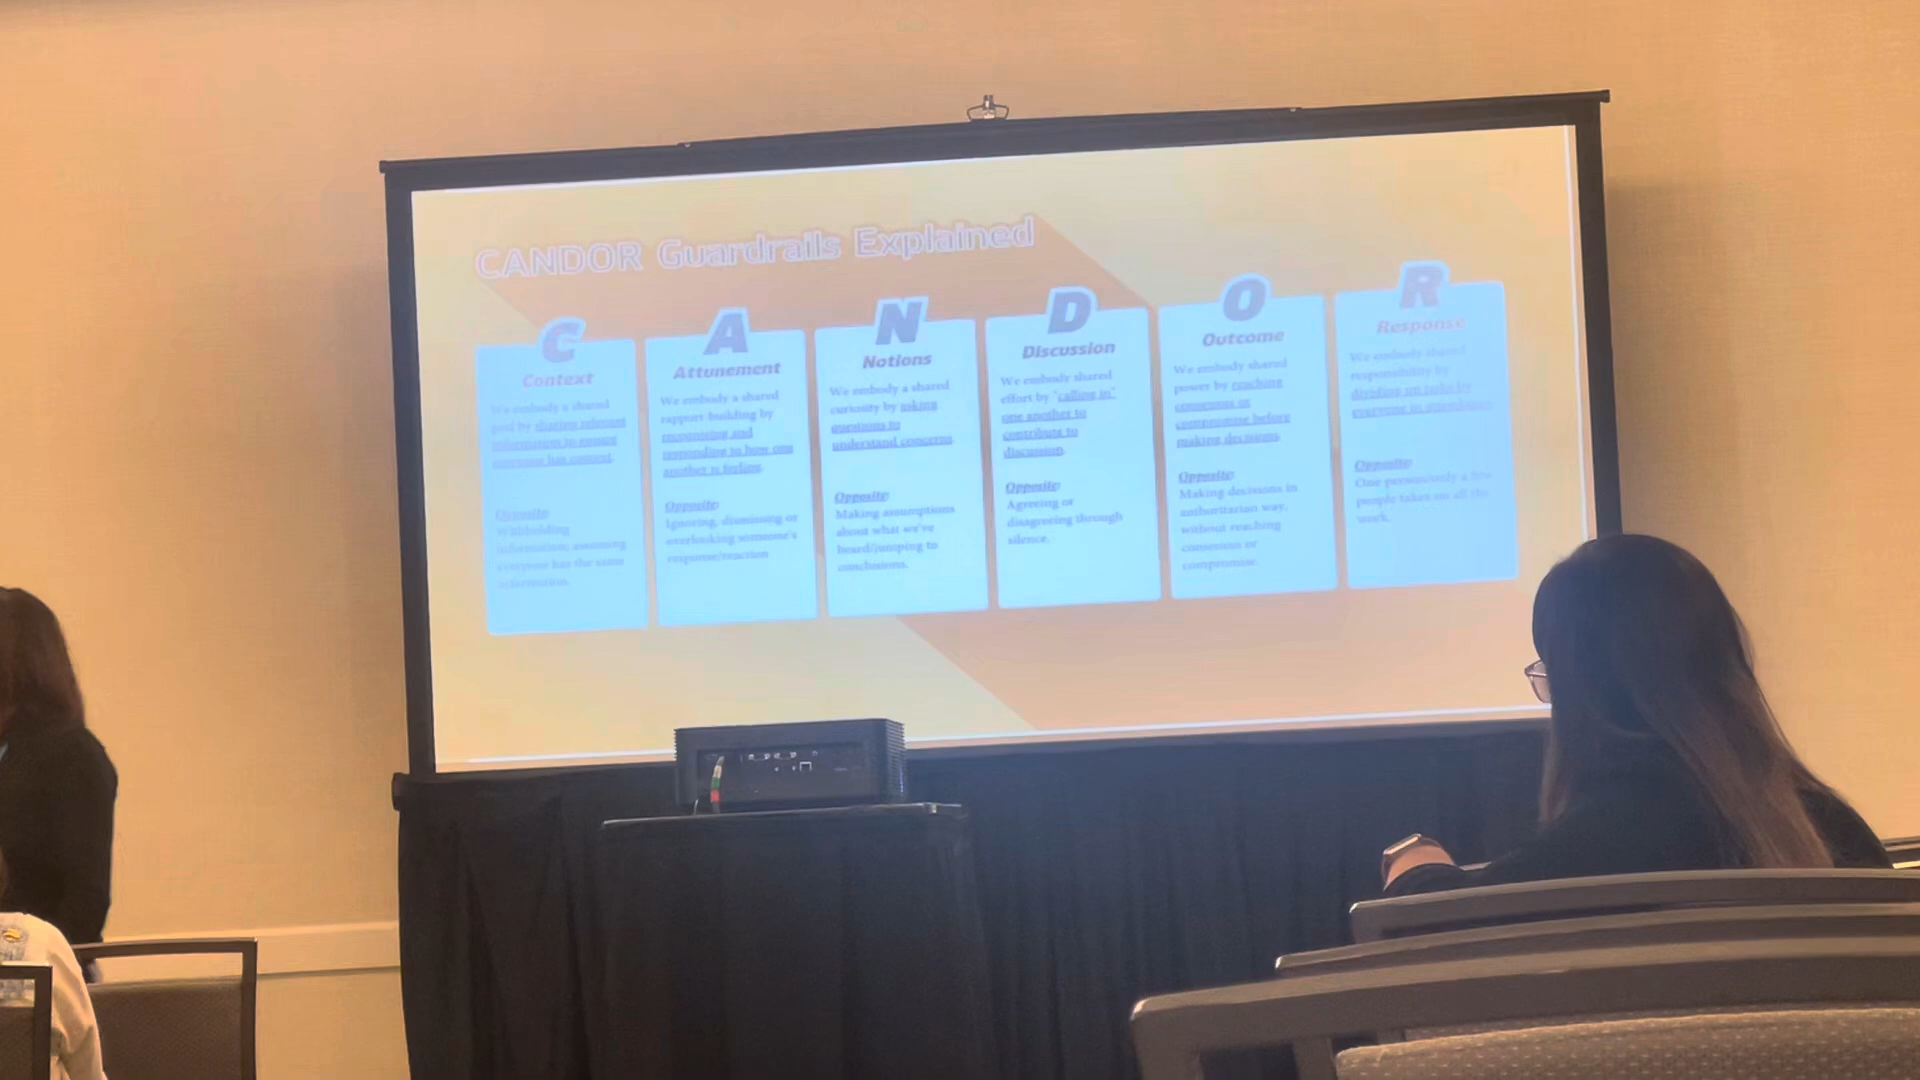 CANDOR Guardrails Explained
C
Context
We embody a shared
goal by sharing relevant
information to ensure
everyone has context.
Opposite:
Withholding
information, assuming
everyone has the same
information.
A
Attunement
We embody a shared
rapport-building by
recognizing and
responding to how one
another is feeling.
Opposite:
Ignoring, dismissing or
overlooking someone's
response/reaction
N
Notions
We embody a shared
curiosity by asking
questions to
understand concerns.
Opposite:
Making assumptions
about what we've
heard/jumping to
conclusions.
D
Discussion
We embody shared
effort by "calling in"
one another to
contribute to
discussion.
Opposite:
Agreeing or
disagreeing through
silence.
O
Outcome
We embody shared
power by reaching
consensus or
compromise before
making decisions.
Opposite:
Making decisions in
authoritarian way,
without reaching
consensus or
compromise.
R
Response
We embody shared
responsibility by
dividing up tasks by
everyone in attendance.
Opposite:
One person/only a few
people takes on all the
work.